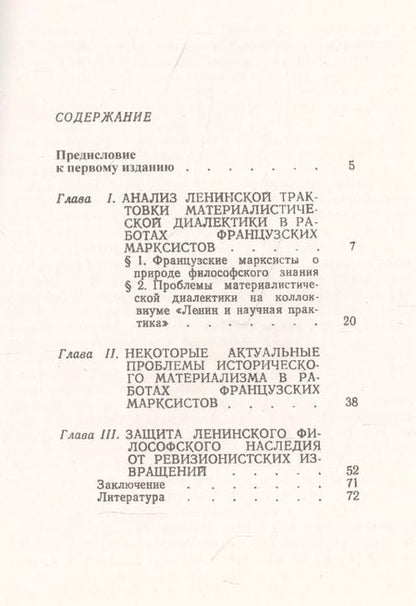 СОДЕРЖАНИЕ
Предисловие
к первому изданию . . . . . . . 5
Глава I. АНАЛИЗ ЛЕНИНСКОЙ ТРАК-
ТОВКИ МАТЕРИАЛИСТИЧЕ-
СКОЙ ДИАЛЕКТИКИ В РА-
БОТАХ ФРАНЦУЗСКИХ
МАРКСИСТОВ . . . . . 7
§ 1. Французские марксисты о
природе философского знания
§ 2. Проблемы материалистиче-
ской диалектики на коллок-
виуме «Ленин и научная прак-
тика» . . . . . . . 20
Глава II. НЕКОТОРЫЕ АКТУАЛЬНЫЕ
ПРОБЛЕМЫ ИСТОРИЧЕСКО-
ГО МАТЕРИАЛИЗМА В РА-
БОТАХ ФРАНЦУЗСКИХ
МАРКСИСТОВ . . . . . 38
Глава III. ЗАЩИТА ЛЕНИНСКОГО ФИ-
ЛОСОФСКОГО НАСЛЕДИЯ
ОТ РЕВИЗИОНИСТСКИХ ИЗ-
ВРАЩЕНИЙ . . . . . 52
Заключение . . . . . . . 71
Литература . . . . . . . 72